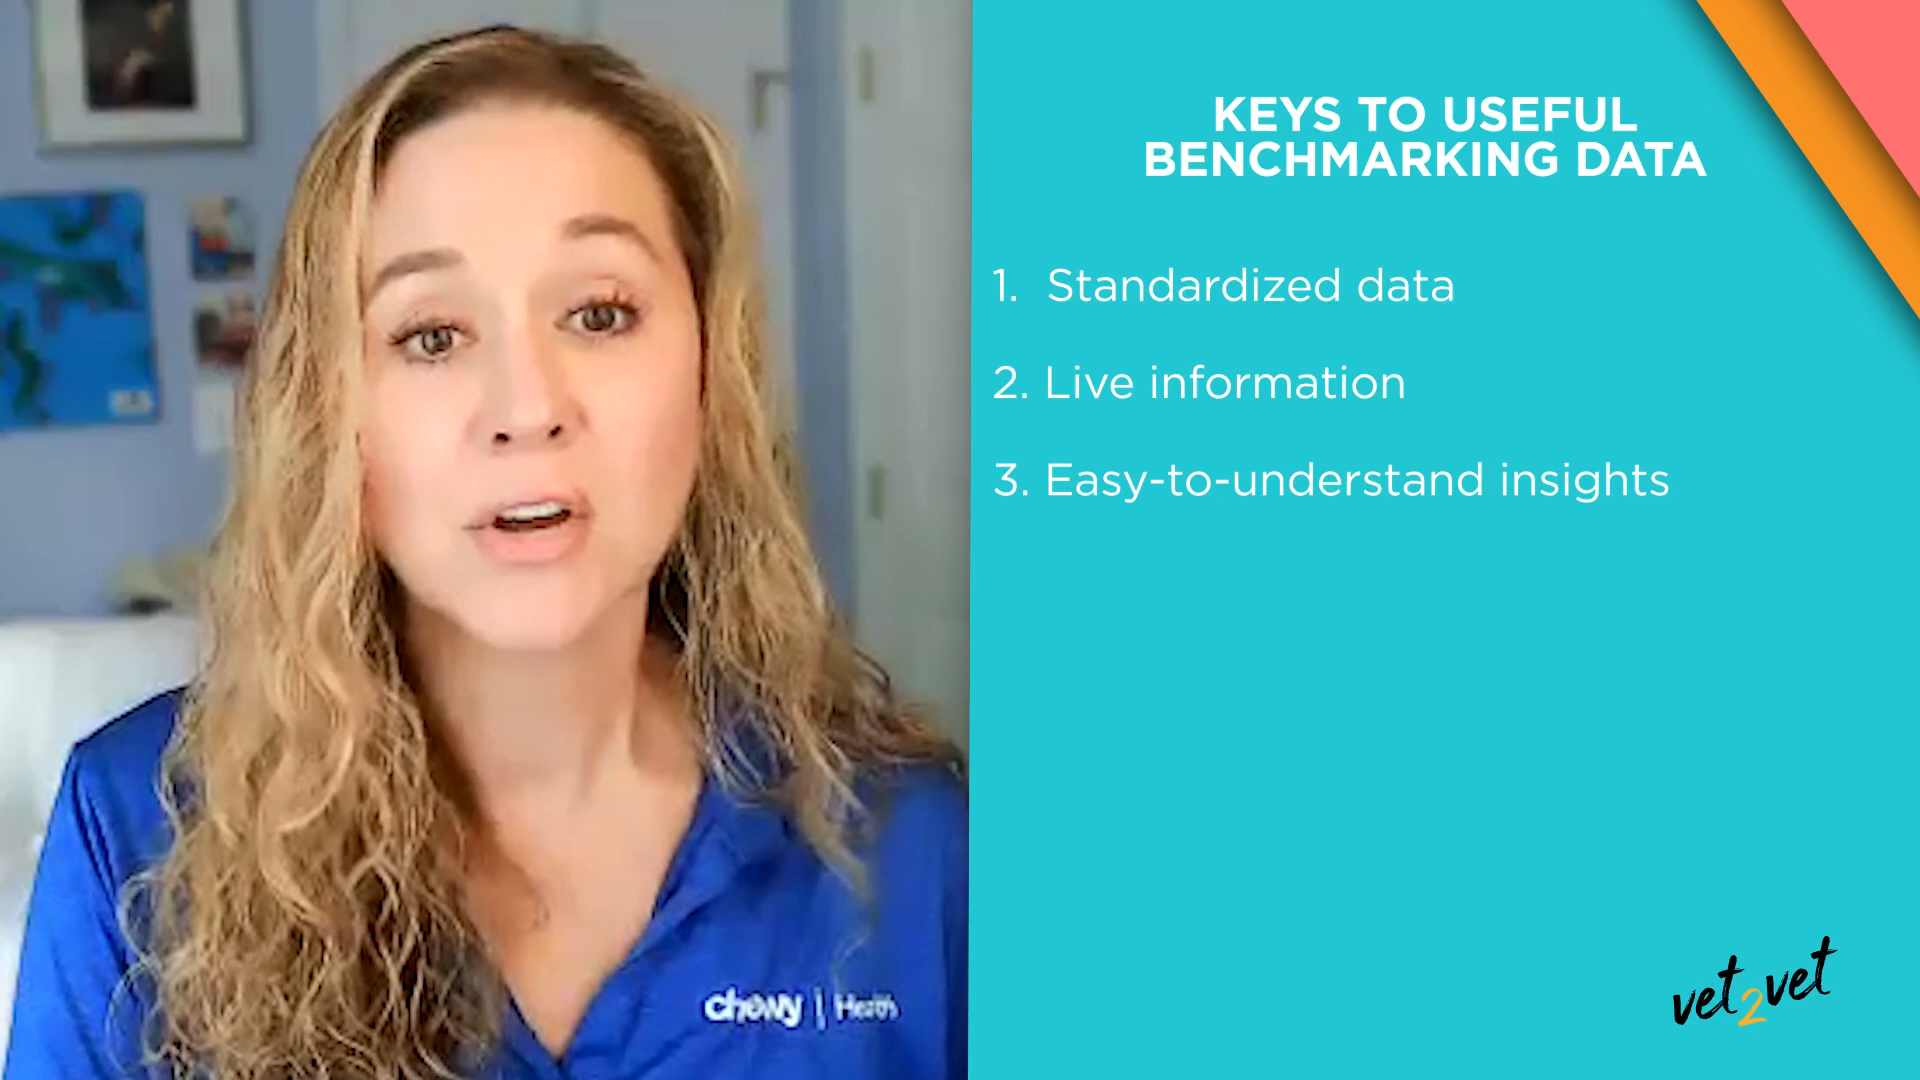 KEYS TO USEFUL
BENCHMARKING DATA
1. Standardized data
2. Live information
3. Easy-to-understand insights
chewy | Health
vet2vet